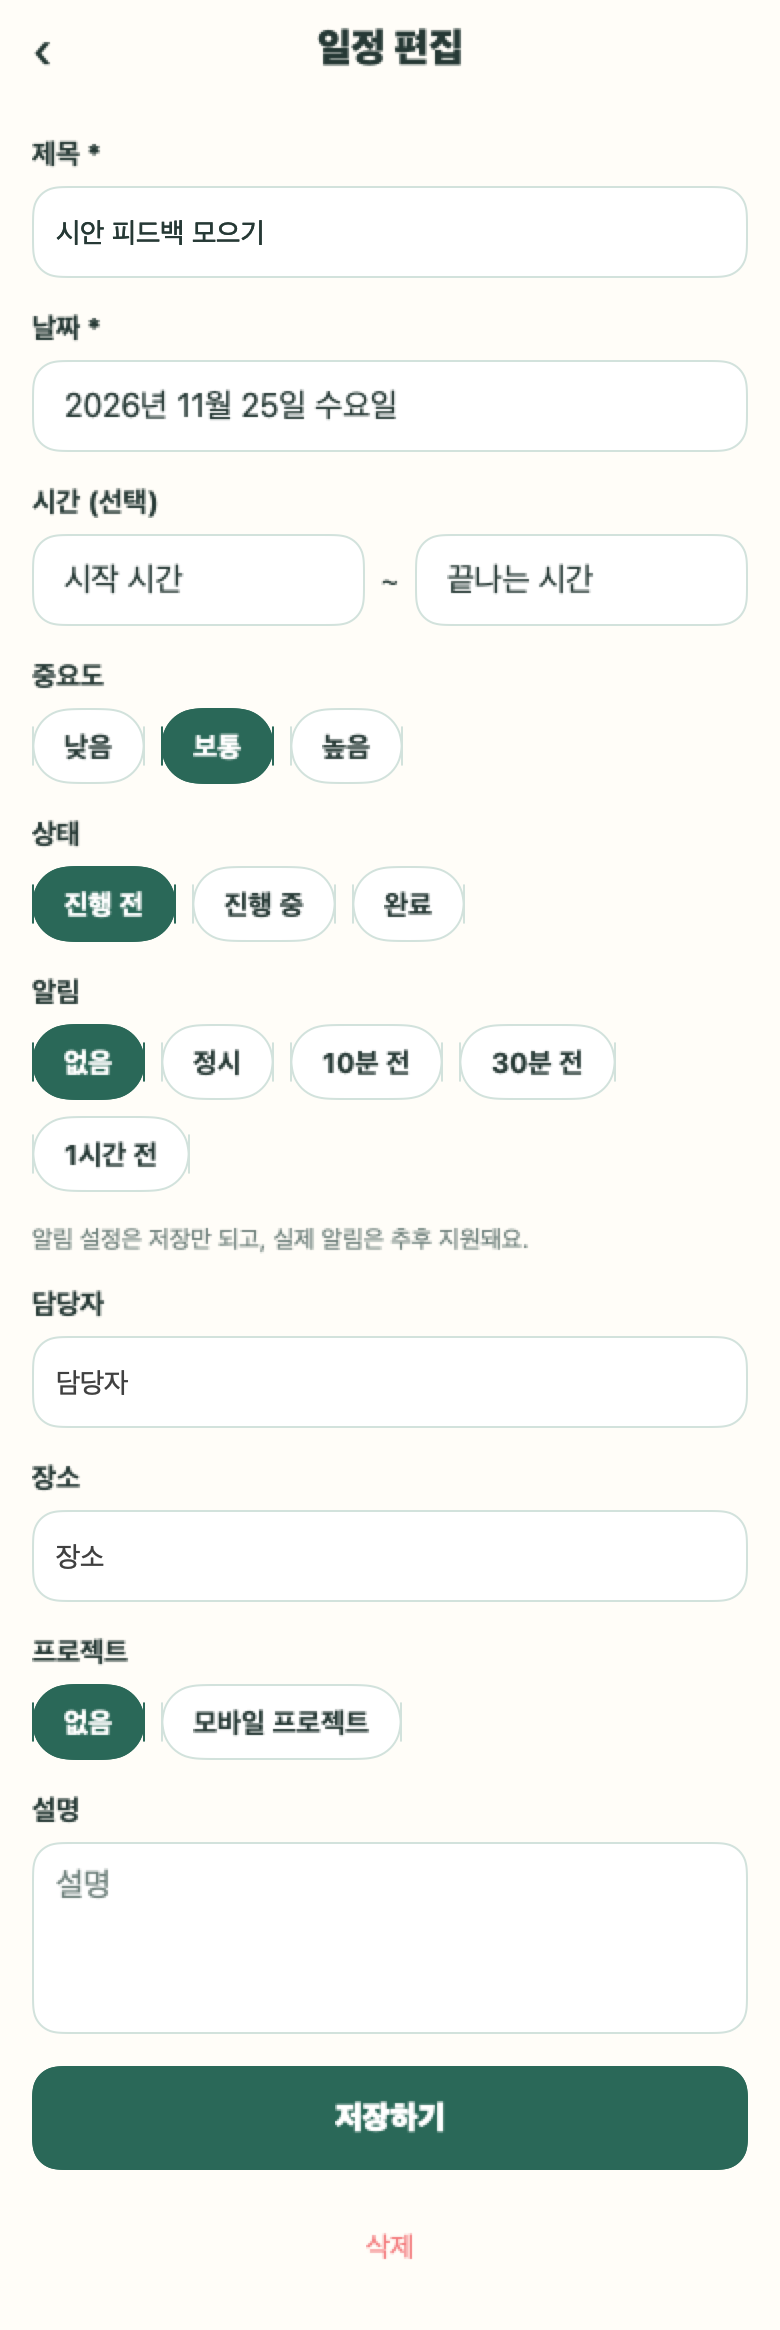 ‹ 일정 편집
제목 *
시안 피드백 모으기
날짜 *
2026년 11월 25일 수요일
시간 (선택)
시작 시간 ~ 끝나는 시간
중요도
낮음 보통 높음
상태
진행 전 진행 중 완료
알림
없음 정시 10분 전 30분 전
1시간 전
알림 설정은 저장만 되고, 실제 알림은 추후 지원돼요.
담당자
담당자
장소
장소
프로젝트
없음 모바일 프로젝트
설명
설명
저장하기
삭제